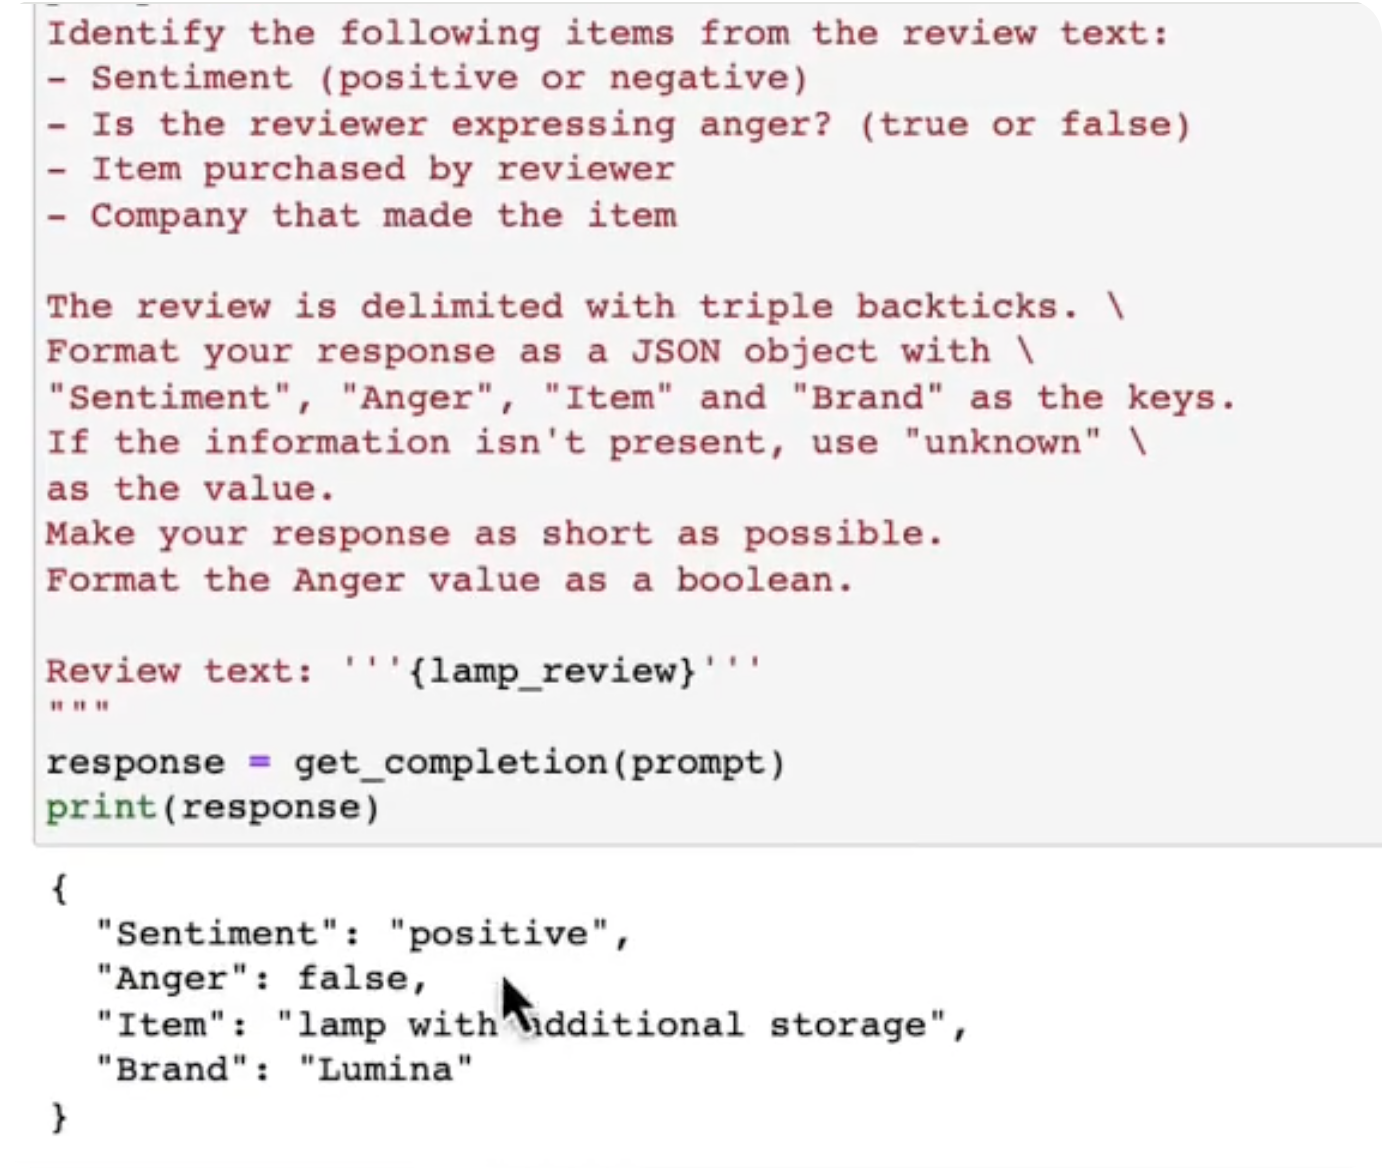 Identify the following items from the review text:
- Sentiment (positive or negative)
- Is the reviewer expressing anger? (true or false)
- Item purchased by reviewer
- Company that made the item
The review is delimited with triple backticks. \
Format your response as a JSON object with \
"Sentiment", "Anger", "Item" and "Brand" as the keys.
If the information isn't present, use "unknown" \
as the value.
Make your response as short as possible.
Format the Anger value as a boolean.
Review text: '''{lamp_review}'''
"""
response = get_completion(prompt)
print(response)
{
"Sentiment": "positive",
"Anger": false,
"Item": "lamp with additional storage",
"Brand": "Lumina"
}